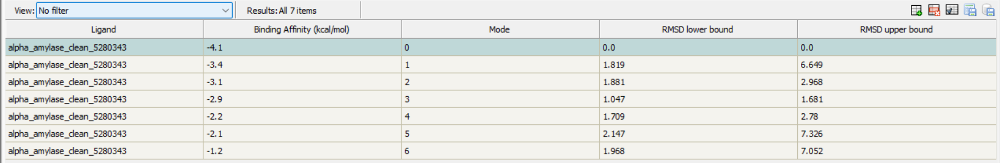 View: No filter Results: All 7 items
Ligand Binding Affinity (kcal/mol) Mode RMSD lower bound RMSD upper bound
alpha_amylase_clean_5280343 -4.1 0 0.0 0.0
alpha_amylase_clean_5280343 -3.4 1 1.819 6.649
alpha_amylase_clean_5280343 -3.1 2 1.881 2.968
alpha_amylase_clean_5280343 -2.9 3 1.047 1.681
alpha_amylase_clean_5280343 -2.2 4 1.709 2.78
alpha_amylase_clean_5280343 -2.1 5 2.147 7.326
alpha_amylase_clean_5280343 -1.2 6 1.968 7.052